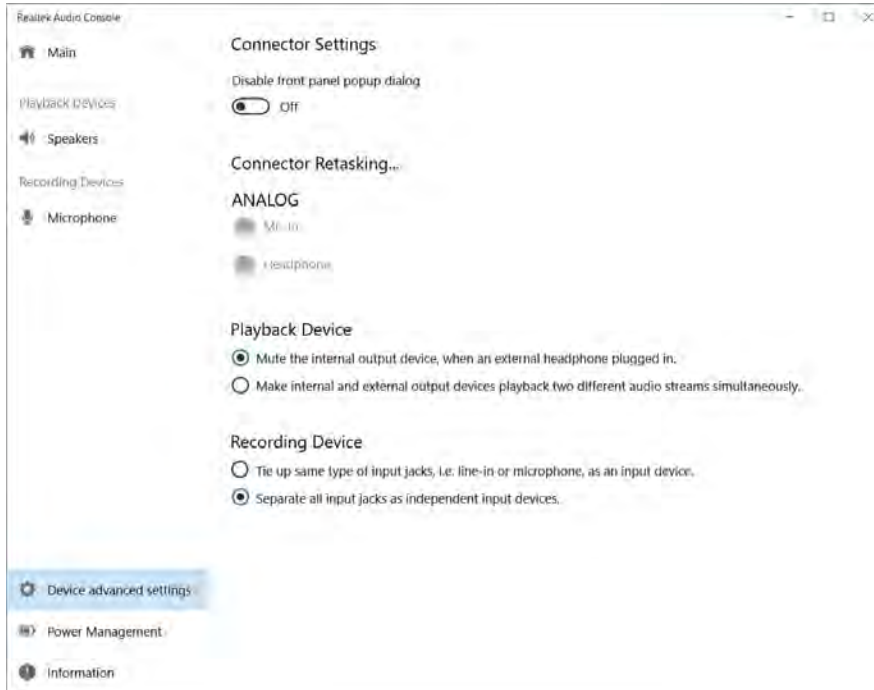 Realtek Audio Console
Main
Playback Devices
Speakers
Recording Devices
Microphone
Device advanced settings
Power Management
Information
Connector Settings
Disable front panel popup dialog
Off
Connector Retasking...
ANALOG
Mic in
Headphone
Playback Device
Mute the internal output device, when an external headphone plugged in.
Make internal and external output devices playback two different audio streams simultaneously.
Recording Device
Tie up same type of input jacks, i.e. line-in or microphone, as an input device.
Separate all input jacks as independent input devices.